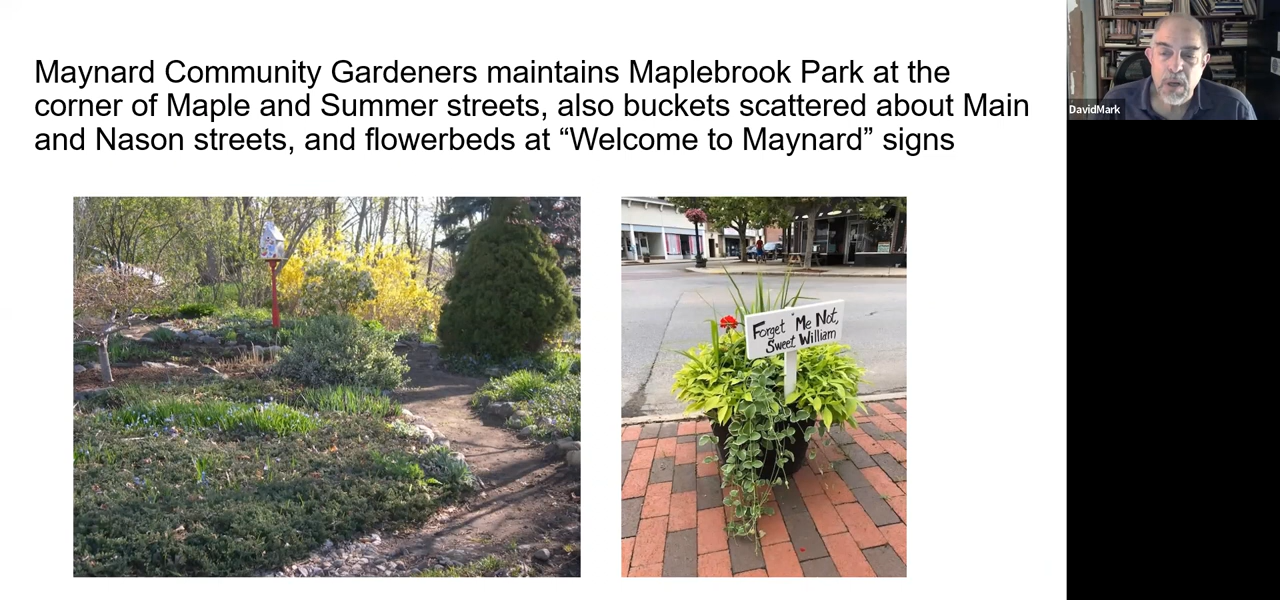 Maynard Community Gardeners maintains Maplebrook Park at the
corner of Maple and Summer streets, also buckets scattered about Main
and Nason streets, and flowerbeds at “Welcome to Maynard” signs
DavidMark
Forget Me Not,
Sweet William